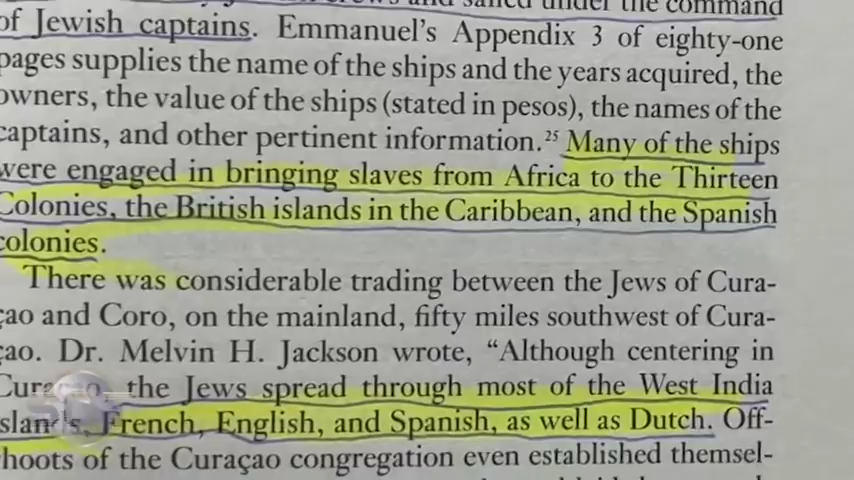 under the command
of Jewish captains. Emmanuel's Appendix 3 of eighty-one
pages supplies the name of the ships and the years acquired, the
owners, the value of the ships (stated in pesos), the names of the
captains, and other pertinent information.25 Many of the ships
were engaged in bringing slaves from Africa to the Thirteen
Colonies, the British islands in the Caribbean, and the Spanish
colonies.
There was considerable trading between the Jews of Cura-
çao and Coro, on the mainland, fifty miles southwest of Cura-
çao. Dr. Melvin H. Jackson wrote, “Although centering in
Curaçao, the Jews spread through most of the West India
islands, French, English, and Spanish, as well as Dutch. Off-
shoots of the Curaçao congregation even established themsel-